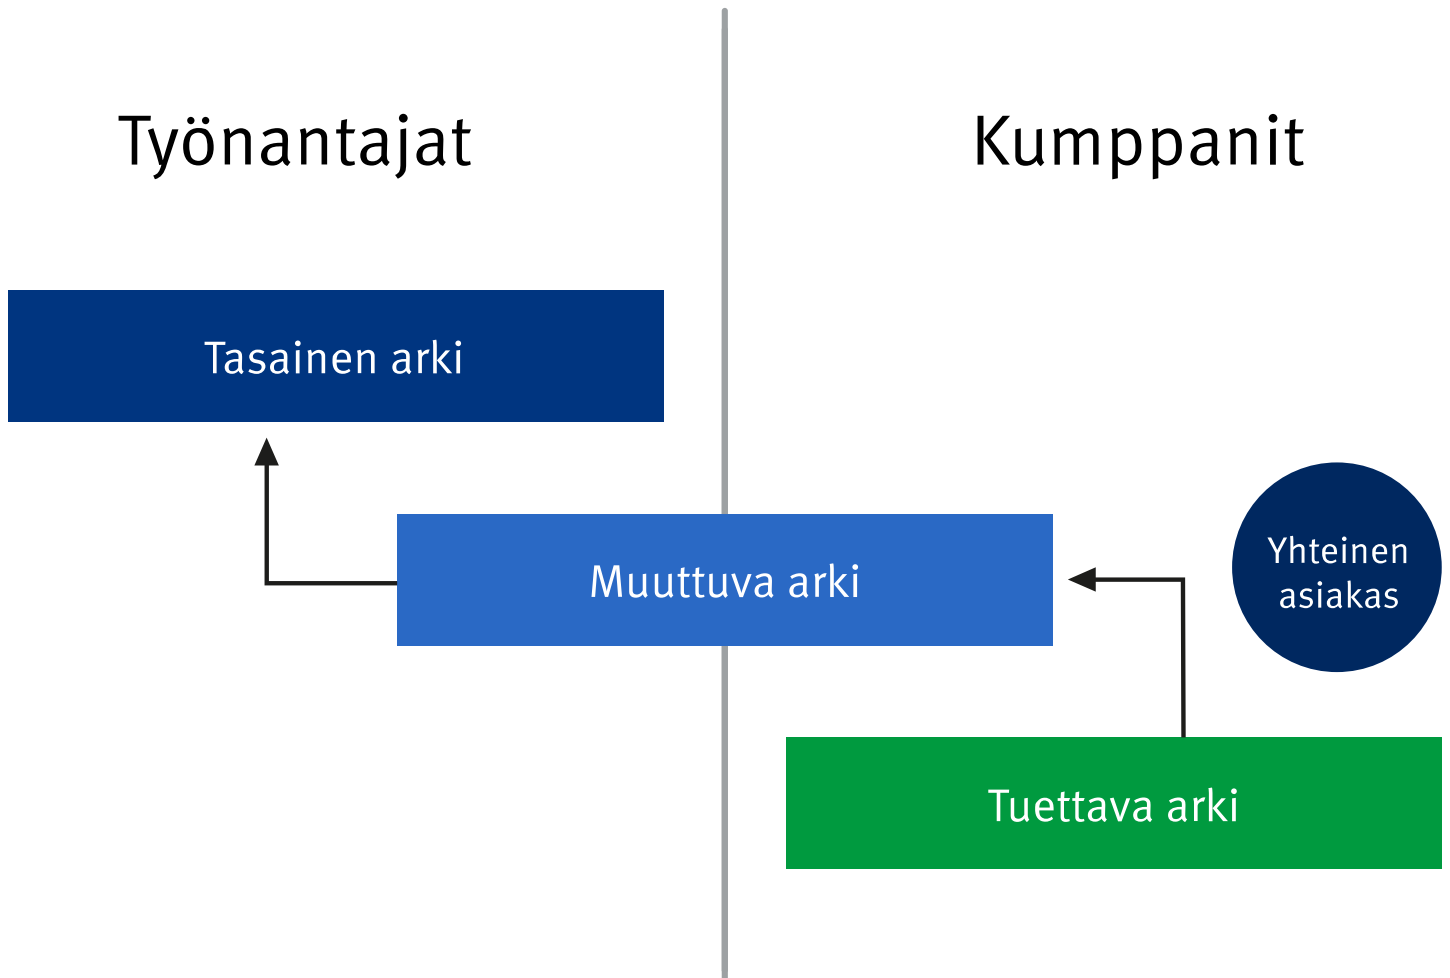 Työnantajat
Kumppanit
Tasainen arki
Muuttuva arki
Yhteinen
asiakas
Tuettava arki